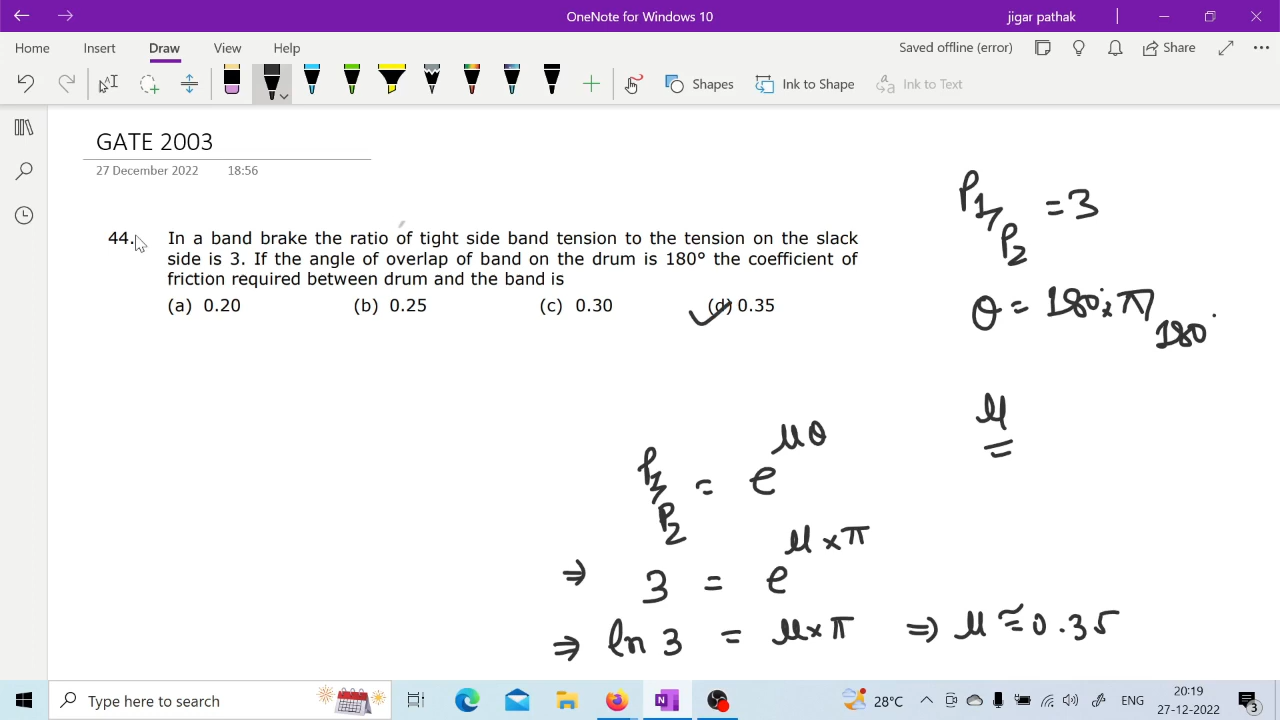 OneNote for Windows 10
jigar pathak
Home Insert Draw View Help
Saved offline (error) Share
Shapes Ink to Shape Ink to Text
GATE 2003
27 December 2022 18:56
44. In a band brake the ratio of tight side band tension to the tension on the slack
side is 3. If the angle of overlap of band on the drum is 180° the coefficient of
friction required between drum and the band is
(a) 0.20 (b) 0.25 (c) 0.30 (d) 0.35
P1/P2 = 3
θ = 180 × π/180
μ =
P1/P2 = e^μθ
⇒ 3 = e^μ×π
⇒ ln 3 = μ×π ⇒ μ ≈ 0.35
Type here to search
28°C
ENG
20:19
27-12-2022
3